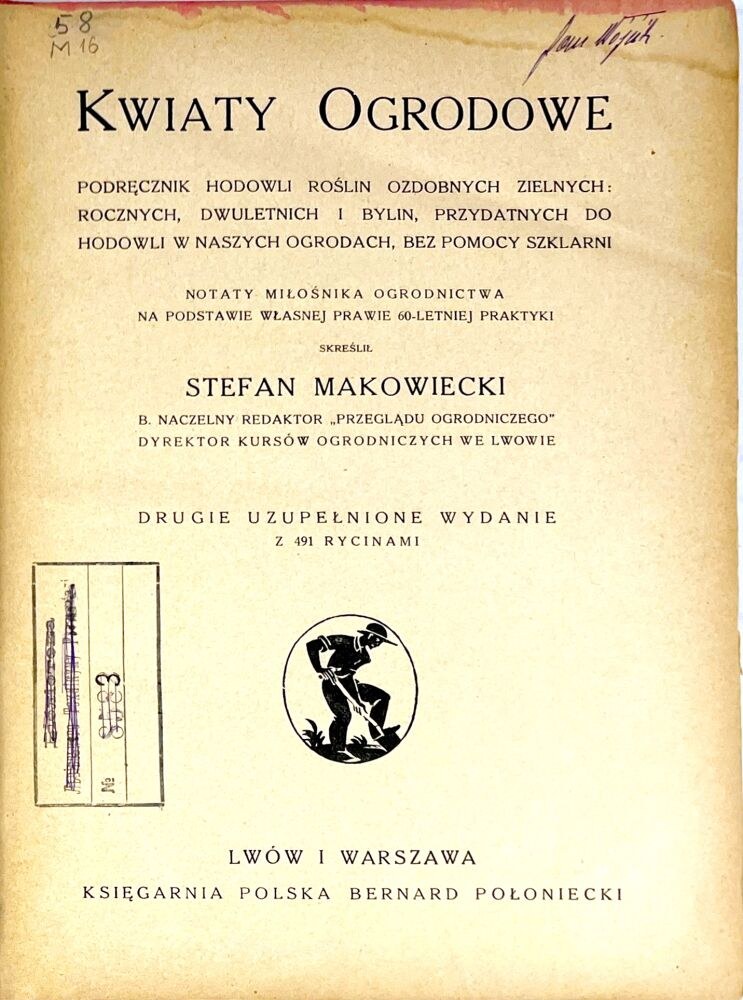 58
M 16
KWIATY OGRODOWE
PODRĘCZNIK HODOWLI ROŚLIN OZDOBNYCH ZIELNYCH:
ROCZNYCH, DWULETNICH I BYLIN, PRZYDATNYCH DO
HODOWLI W NASZYCH OGRODACH, BEZ POMOCY SZKLARNI
NOTATY MIŁOŚNIKA OGRODNICTWA
NA PODSTAWIE WŁASNEJ PRAWIE 60-LETNIEJ PRAKTYKI
SKREŚLIŁ
STEFAN MAKOWIECKI
B. NACZELNY REDAKTOR „PRZEGLĄDU OGRODNICZEGO”
DYREKTOR KURSÓW OGRODNICZYCH WE LWOWIE
DRUGIE UZUPEŁNIONE WYDANIE
Z 491 RYCINAMI
№
LWÓW I WARSZAWA
KSIĘGARNIA POLSKA BERNARD POŁONIECKI